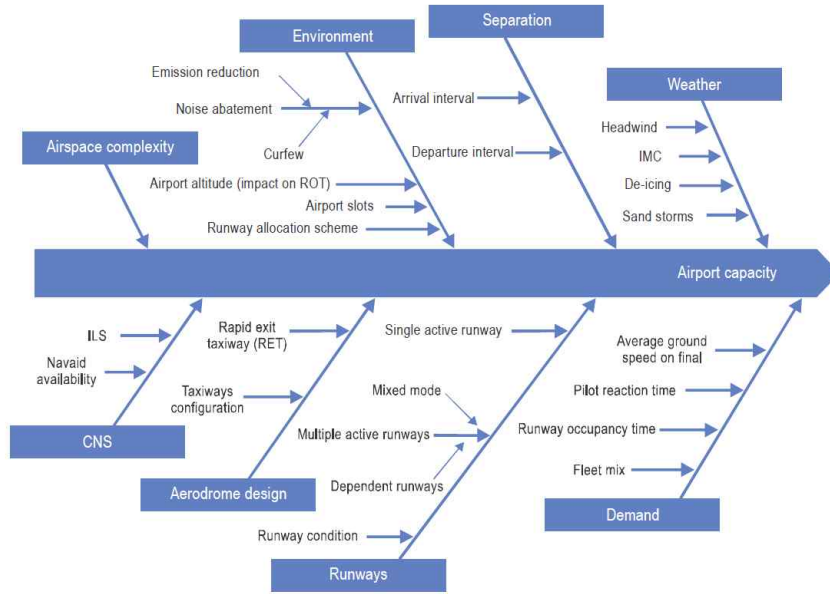 Environment
Separation
Emission reduction
Noise abatement
Curfew
Arrival interval
Weather
Headwind
Airspace complexity
Departure interval
IMC
Airport altitude (impact on ROT)
De-icing
Airport slots
Sand storms
Runway allocation scheme
Airport capacity
ILS
Rapid exit
taxiway (RET)
Single active runway
Average ground
speed on final
Navaid
availability
Mixed mode
Pilot reaction time
Taxiways
configuration
CNS
Multiple active runways
Runway occupancy time
Dependent runways
Fleet mix
Aerodrome design
Demand
Runway condition
Runways